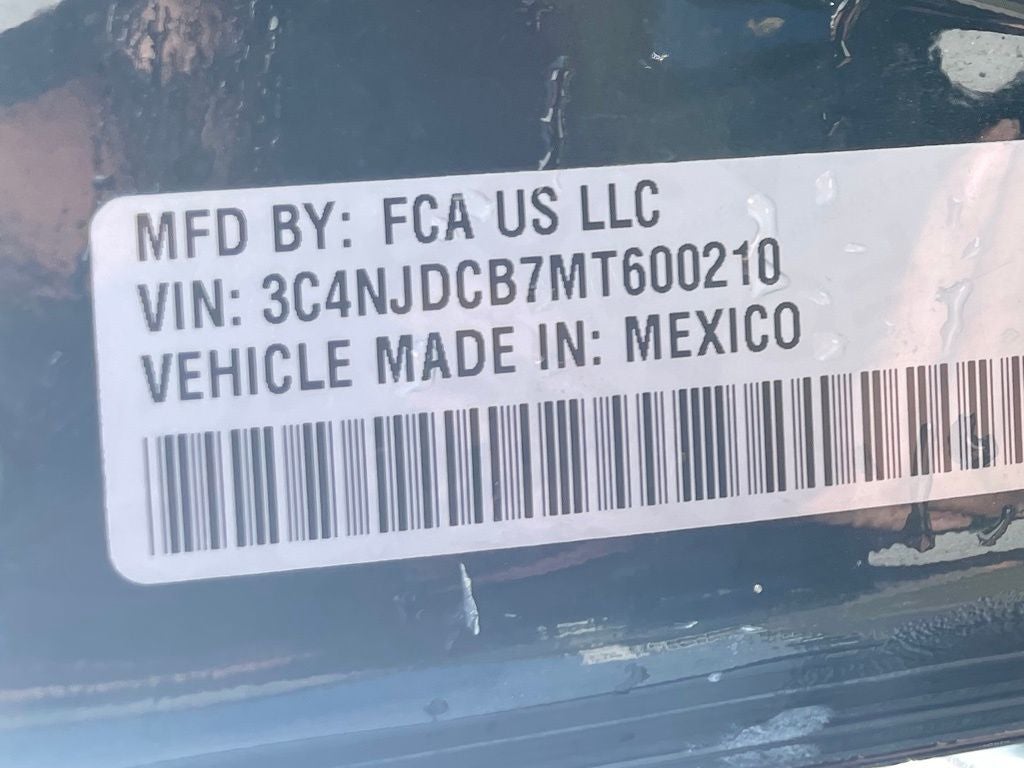 MFD BY: FCA US LLC
VIN: 3C4NJDCB7MT600210
VEHICLE MADE IN: MEXICO